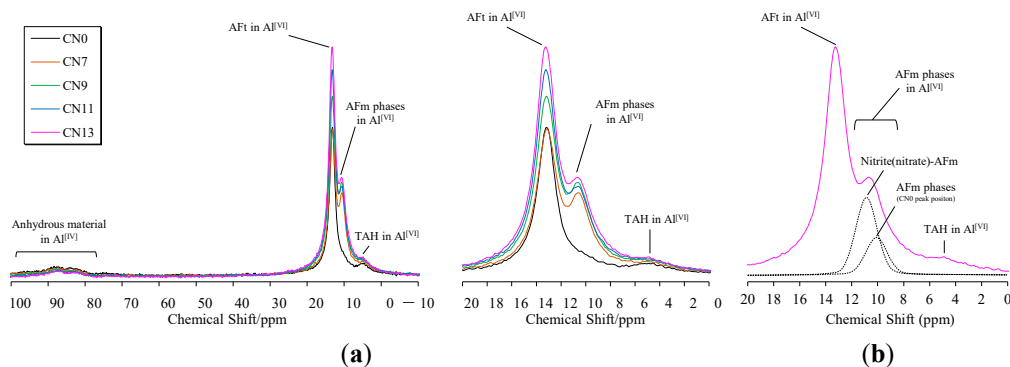 CN0
CN7
CN9
CN11
CN13
AFt in Al[VI]
AFm phases
in Al[VI]
Anhydrous material
in Al[IV]
TAH in Al[VI]
100 90 80 70 60 50 40 30 20 10 0 — 10
Chemical Shift/ppm
AFt in Al[VI]
AFm phases
in Al[VI]
TAH in Al[VI]
20 18 16 14 12 10 8 6 4 2 0
Chemical Shift/ppm
(a)
AFt in Al[VI]
AFm phases
in Al[VI]
Nitrite(nitrate)-AFm
AFm phases
(CN0 peak positon)
TAH in Al[VI]
20 18 16 14 12 10 8 6 4 2 0
Chemical Shift (ppm)
(b)